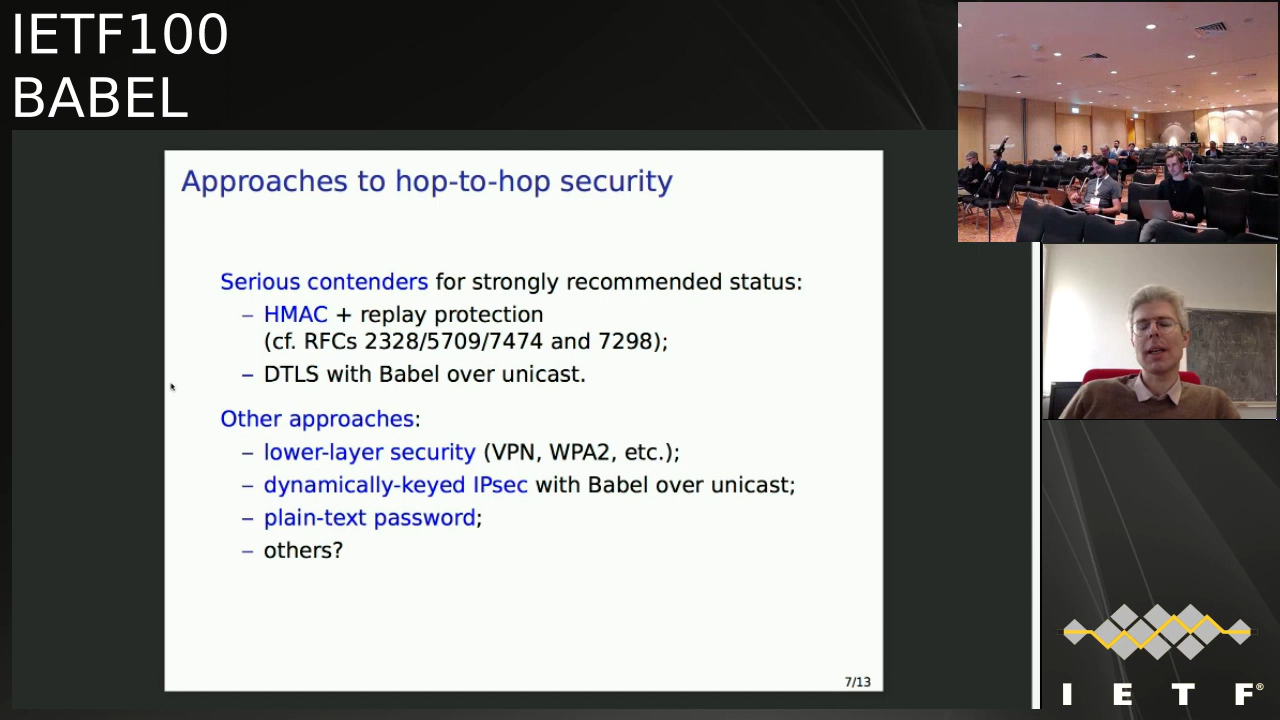 IETF100
BABEL
Approaches to hop-to-hop security
Serious contenders for strongly recommended status:
– HMAC + replay protection
(cf. RFCs 2328/5709/7474 and 7298);
– DTLS with Babel over unicast.
Other approaches:
– lower-layer security (VPN, WPA2, etc.);
– dynamically-keyed IPsec with Babel over unicast;
– plain-text password;
– others?
7/13
I E T F®